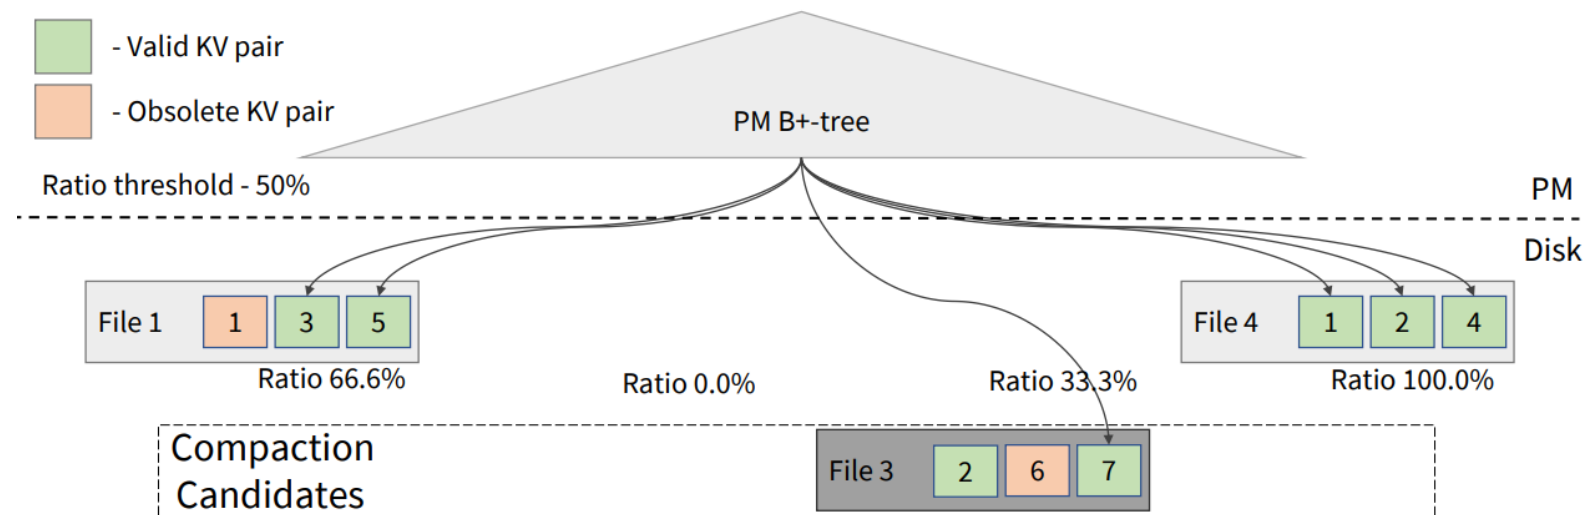 - Valid KV pair
- Obsolete KV pair
PM B+-tree
Ratio threshold - 50%
PM
Disk
File 1 1 3 5
File 4 1 2 4
Ratio 66.6%
Ratio 0.0%
Ratio 33.3%
Ratio 100.0%
Compaction
Candidates
File 3 2 6 7